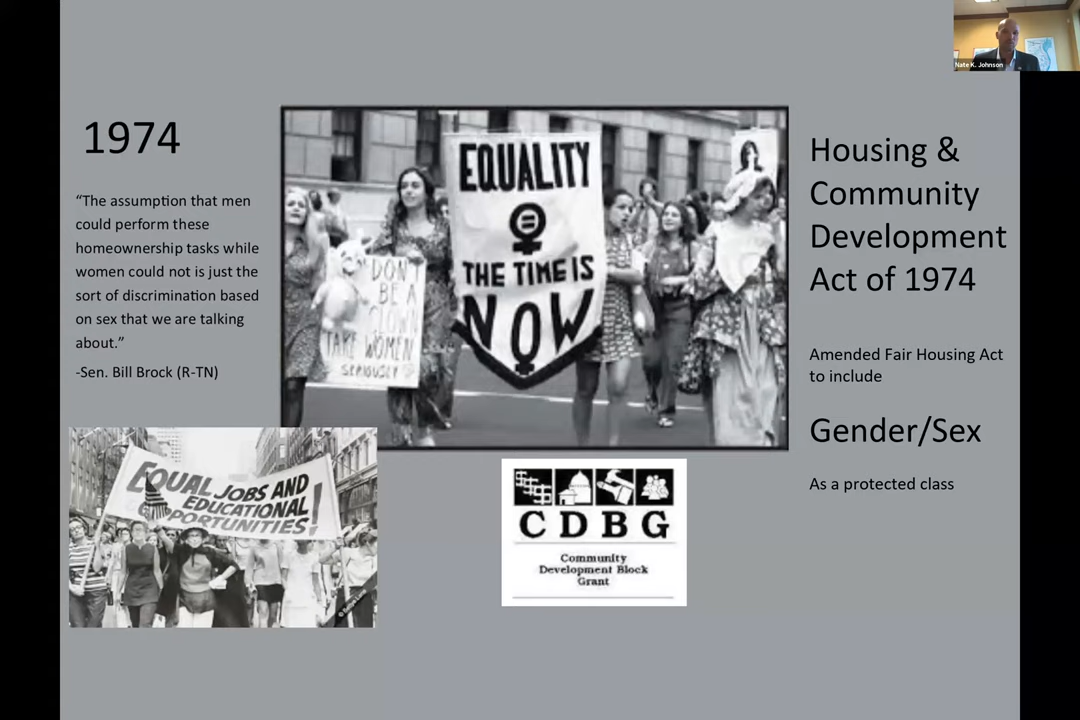 Nate K. Johnson
1974
“The assumption that men
could perform these
homeownership tasks while
women could not is just the
sort of discrimination based
on sex that we are talking
about.”
-Sen. Bill Brock (R-TN)
EQUALITY
THE TIME IS
NOW
DON'T
BE A
CLOWN
TAKE WOMEN
SERIOUSLY
Housing &
Community
Development
Act of 1974
Amended Fair Housing Act
to include
Gender/Sex
As a protected class
EQUAL JOBS AND
EDUCATIONAL
PORTUNITIES!
CDBG
Community
Development Block
Grant